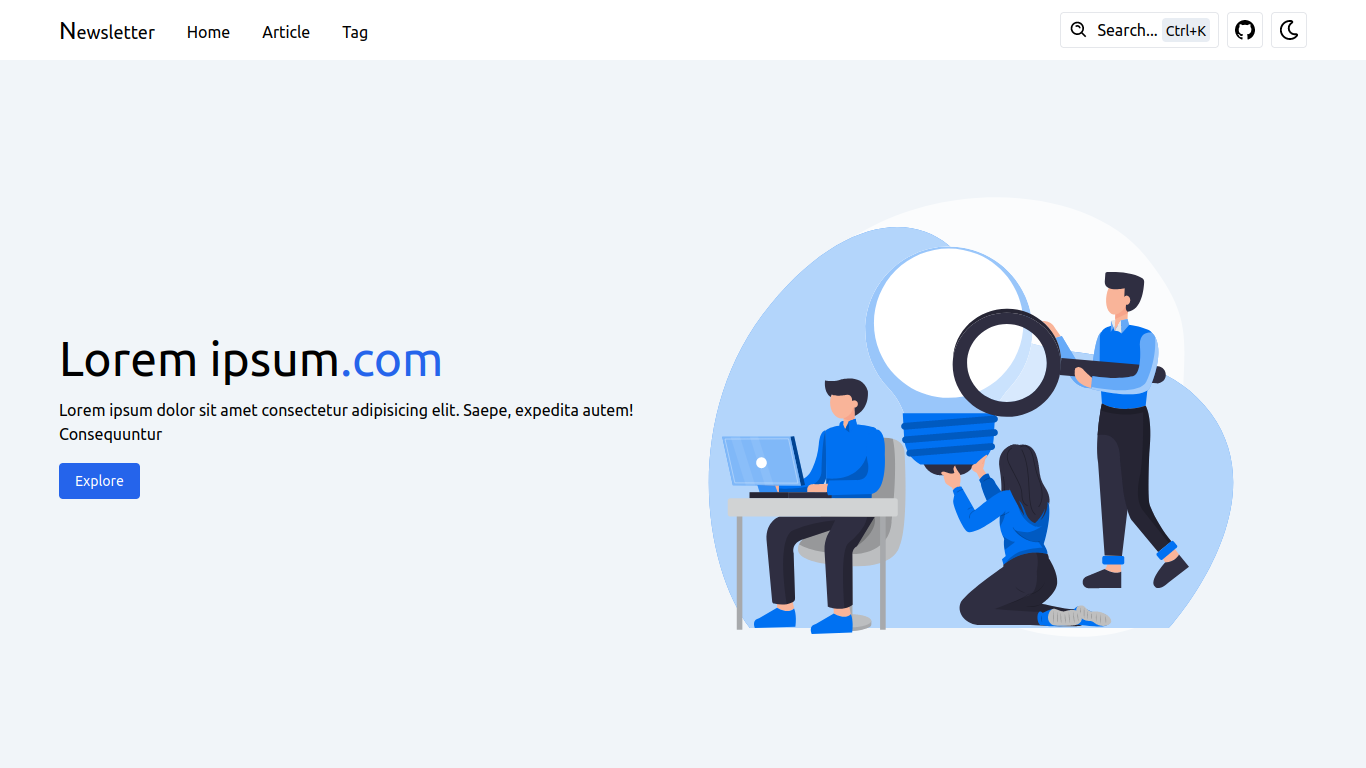 Newsletter Home Article Tag Search... Ctrl+K
Lorem ipsum.com
Lorem ipsum dolor sit amet consectetur adipisicing elit. Saepe, expedita autem!
Consequuntur
Explore